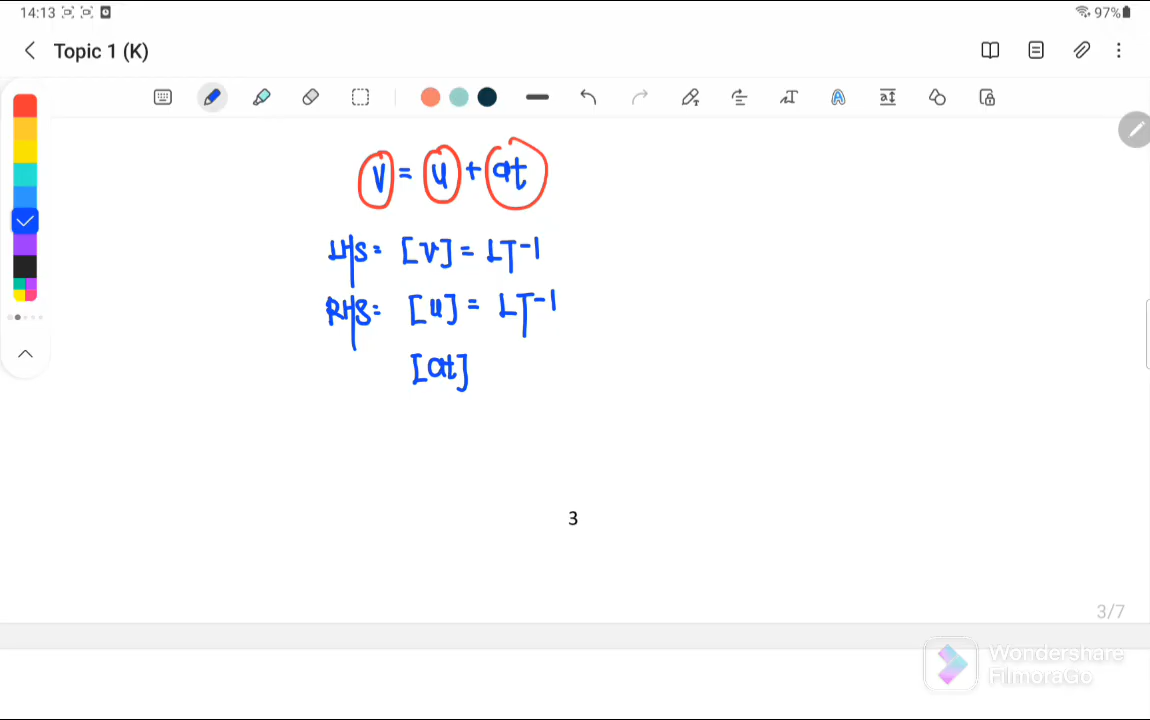 14:13 97%
Topic 1 (K)
V = u + at
LHS = [v] = LT⁻¹
RHS = [u] = LT⁻¹
[at]
3
3/7
Wondershare
FilmoraGo